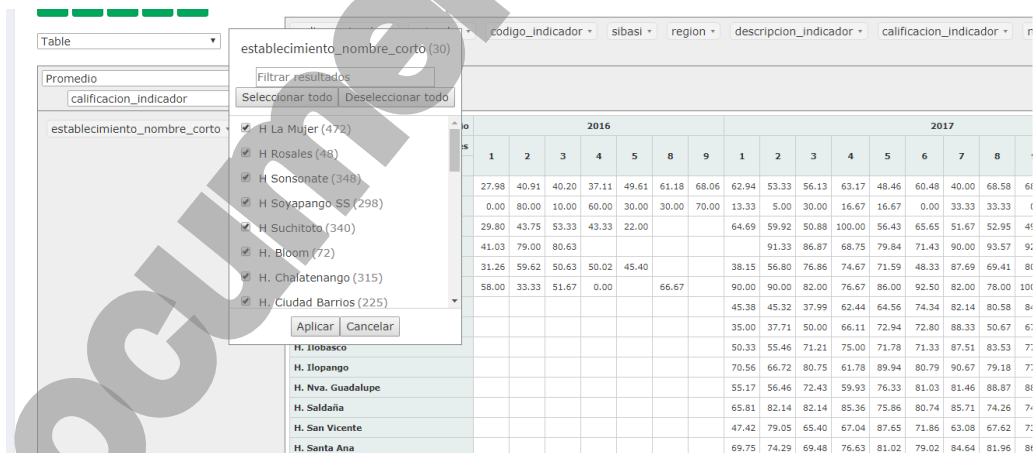 codigo_indicador sibasi region descripcion_indicador calificacion_indicador
Table
establecimiento_nombre_corto (30)
Filtrar resultados
Seleccionar todo Deseleccionar todo
H La Mujer (472)
H Rosales (48)
H Sonsonate (348)
H Soyapango SS (298)
H Suchitoto (340)
H. Bloom (72)
H. Chalatenango (315)
H. Ciudad Barrios (225)
Aplicar Cancelar
Promedio
calificacion_indicador
establecimiento_nombre_corto
2016 2017
1 2 3 4 5 8 9 1 2 3 4 5 6 7 8
27.98 40.91 40.20 37.11 49.61 61.18 68.06 62.94 53.33 56.13 63.17 48.46 60.48 40.00 68.58
0.00 80.00 10.00 60.00 30.00 30.00 70.00 13.33 5.00 30.00 16.67 16.67 0.00 33.33 33.33
29.80 43.75 53.33 43.33 22.00 64.69 59.92 50.88 100.00 56.43 65.65 51.67 52.95
41.03 79.00 80.63 91.33 86.87 68.75 79.84 71.43 90.00 93.57
31.26 59.62 50.63 50.02 45.40 38.15 56.80 76.86 74.67 71.59 48.33 87.69 69.41
58.00 33.33 51.67 0.00 66.67 90.00 90.00 82.00 76.67 86.00 92.50 82.00 78.00
45.38 45.32 37.99 62.44 64.56 74.34 82.14 80.58
35.00 37.71 50.00 66.11 72.94 72.80 88.33 50.67
H. Ilobasco 50.33 55.46 71.21 75.00 71.78 71.33 87.51 83.53
H. Ilopango 70.56 66.72 80.75 61.78 89.94 80.79 90.67 79.18
H. Nva. Guadalupe 55.17 56.46 72.43 59.93 76.33 81.03 81.46 88.87
H. Saldaña 65.81 82.14 82.14 85.36 75.86 80.74 85.71 74.26
H. San Vicente 47.42 79.05 65.40 67.04 87.65 71.86 63.08 67.62
H. Santa Ana 69.75 74.29 69.48 76.63 81.02 79.02 84.64 81.96